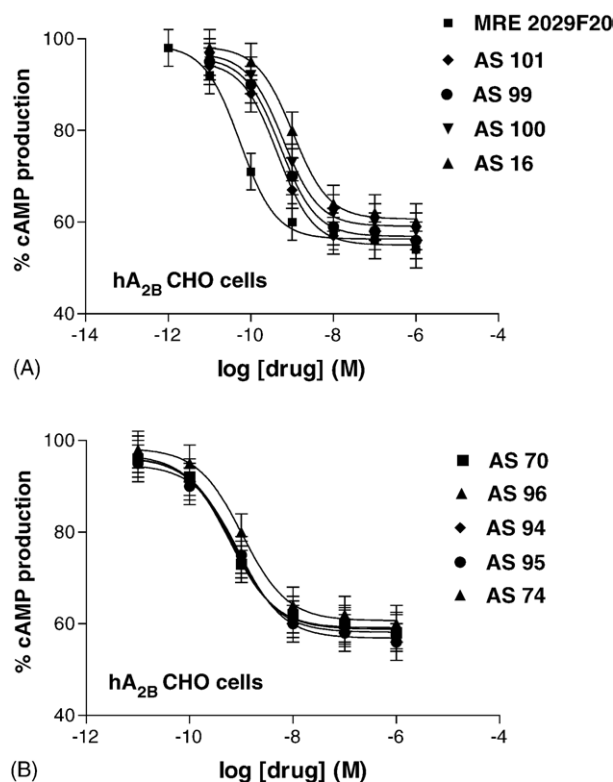 MRE 2029F20
AS 101
AS 99
AS 100
AS 16
100
80
60
40
% cAMP production
hA2B CHO cells
-14 -12 -10 -8 -6 -4
log [drug] (M)
(A)
AS 70
AS 96
AS 94
AS 95
AS 74
100
80
60
40
% cAMP production
hA2B CHO cells
-12 -10 -8 -6 -4
log [drug] (M)
(B)